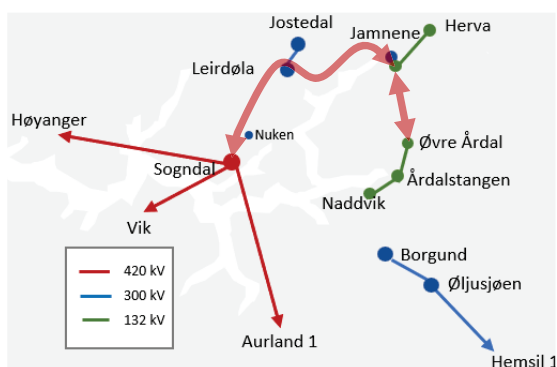 Jostedal
Jamnene
Herva
Leirdøla
Høyanger
Nuken
Øvre Årdal
Sogndal
Årdalstangen
Naddvik
Vik
Borgund
Øljusjøen
420 kV
300 kV
132 kV
Aurland 1
Hemsil 1